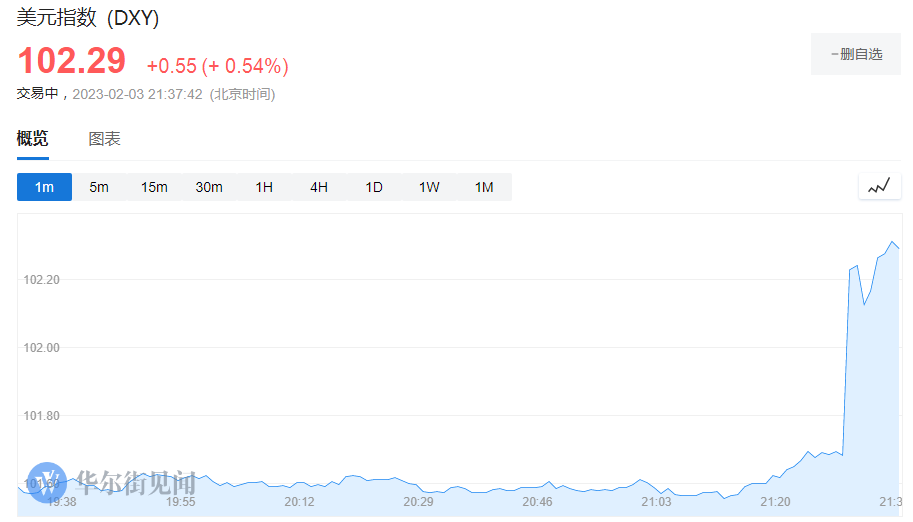 美元指数 (DXY)
102.29 +0.55 (+ 0.54%)
−删自选
交易中，2023-02-03 21:37:42 (北京时间)
概览 图表
1m 5m 15m 30m 1H 4H 1D 1W 1M
102.20
102.00
101.80
101.60
华尔街见闻
19:38 19:55 20:12 20:29 20:46 21:03 21:20 21:3